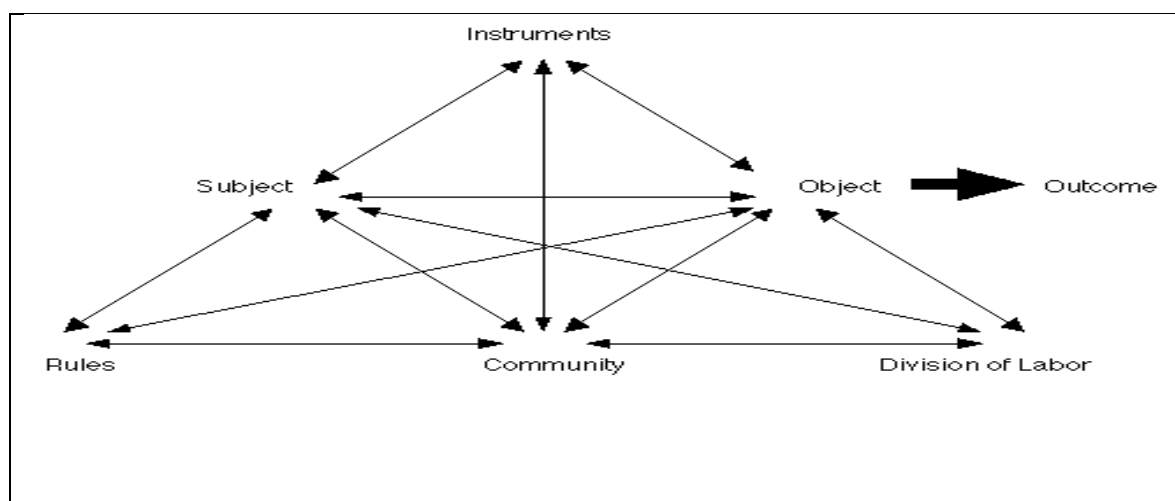 Instruments
Subject
Object
Outcome
Rules
Community
Division of Labor